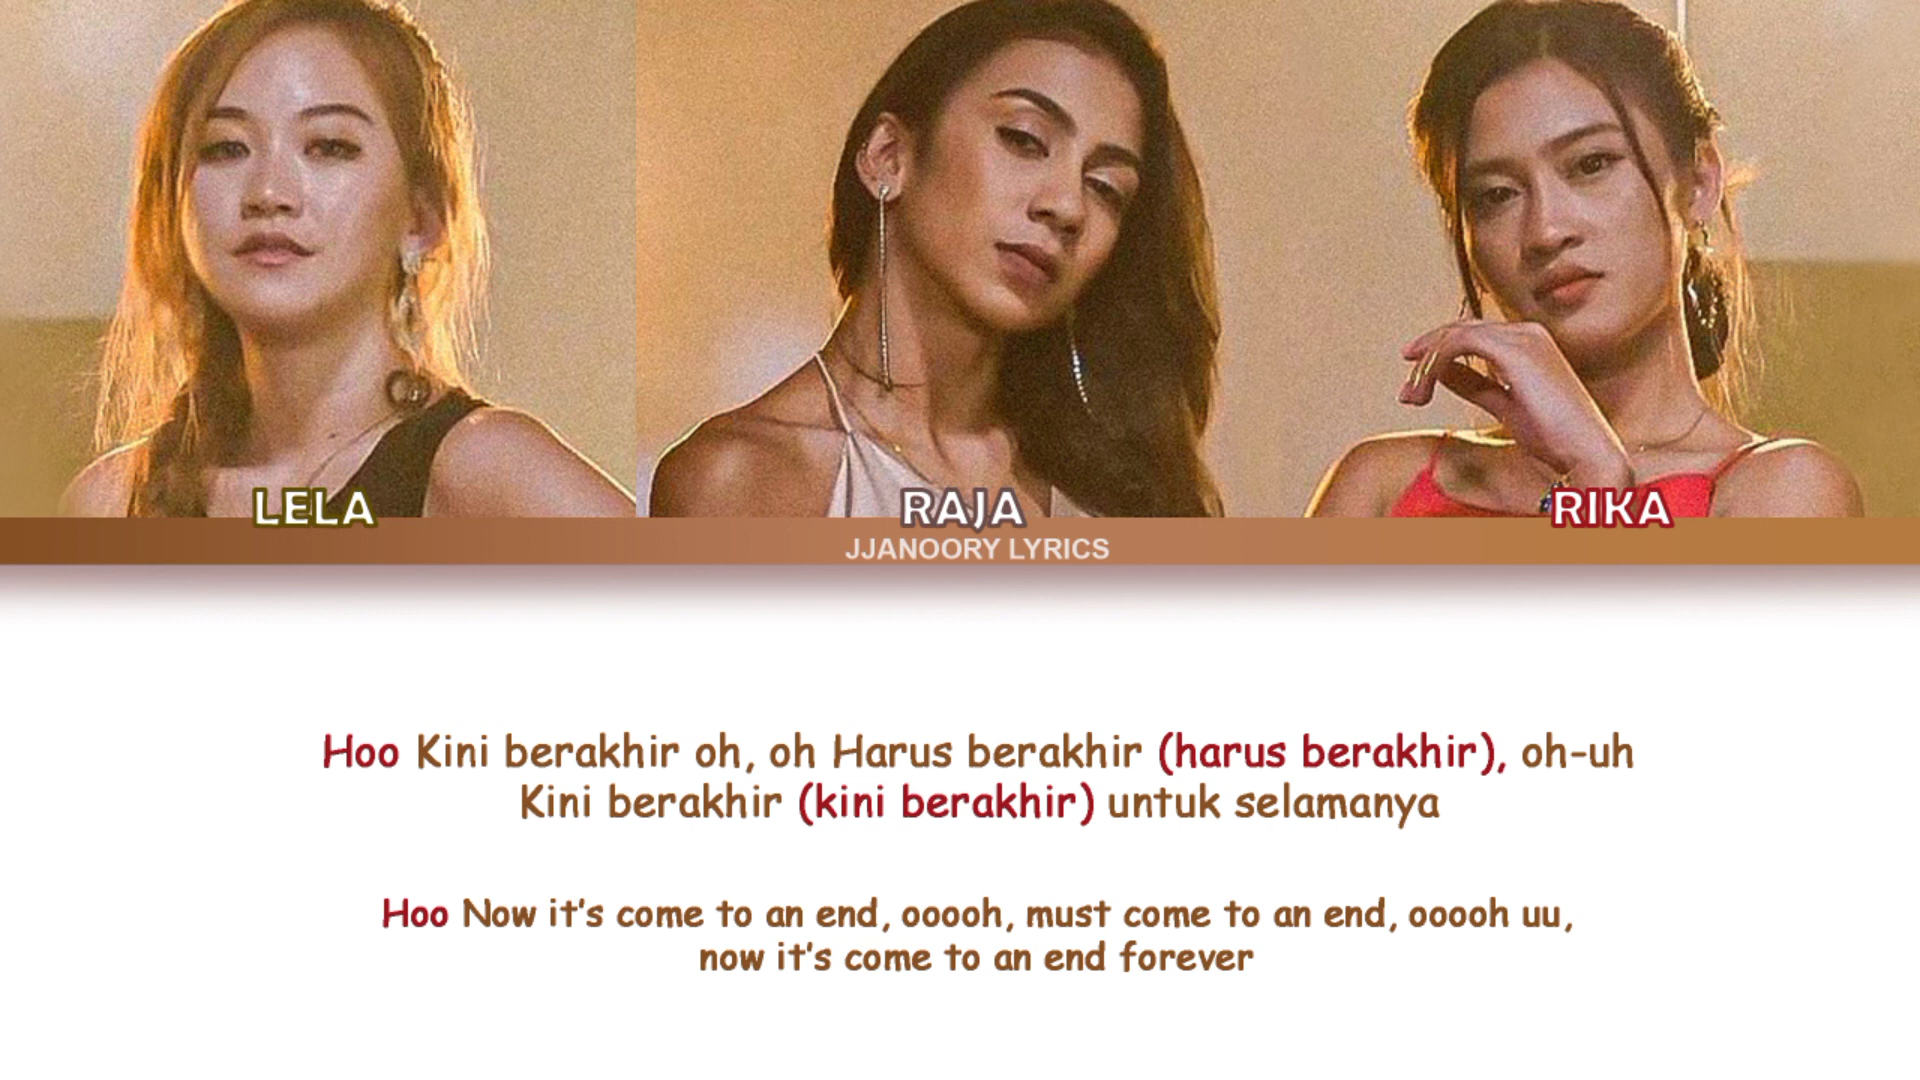 LELA
RAJA
RIKA
JJANOORY LYRICS
Hoo Kini berakhir oh, oh Harus berakhir (harus berakhir), oh-uh
Kini berakhir (kini berakhir) untuk selamanya
Hoo Now it's come to an end, ooooh, must come to an end, ooooh uu,
now it's come to an end forever